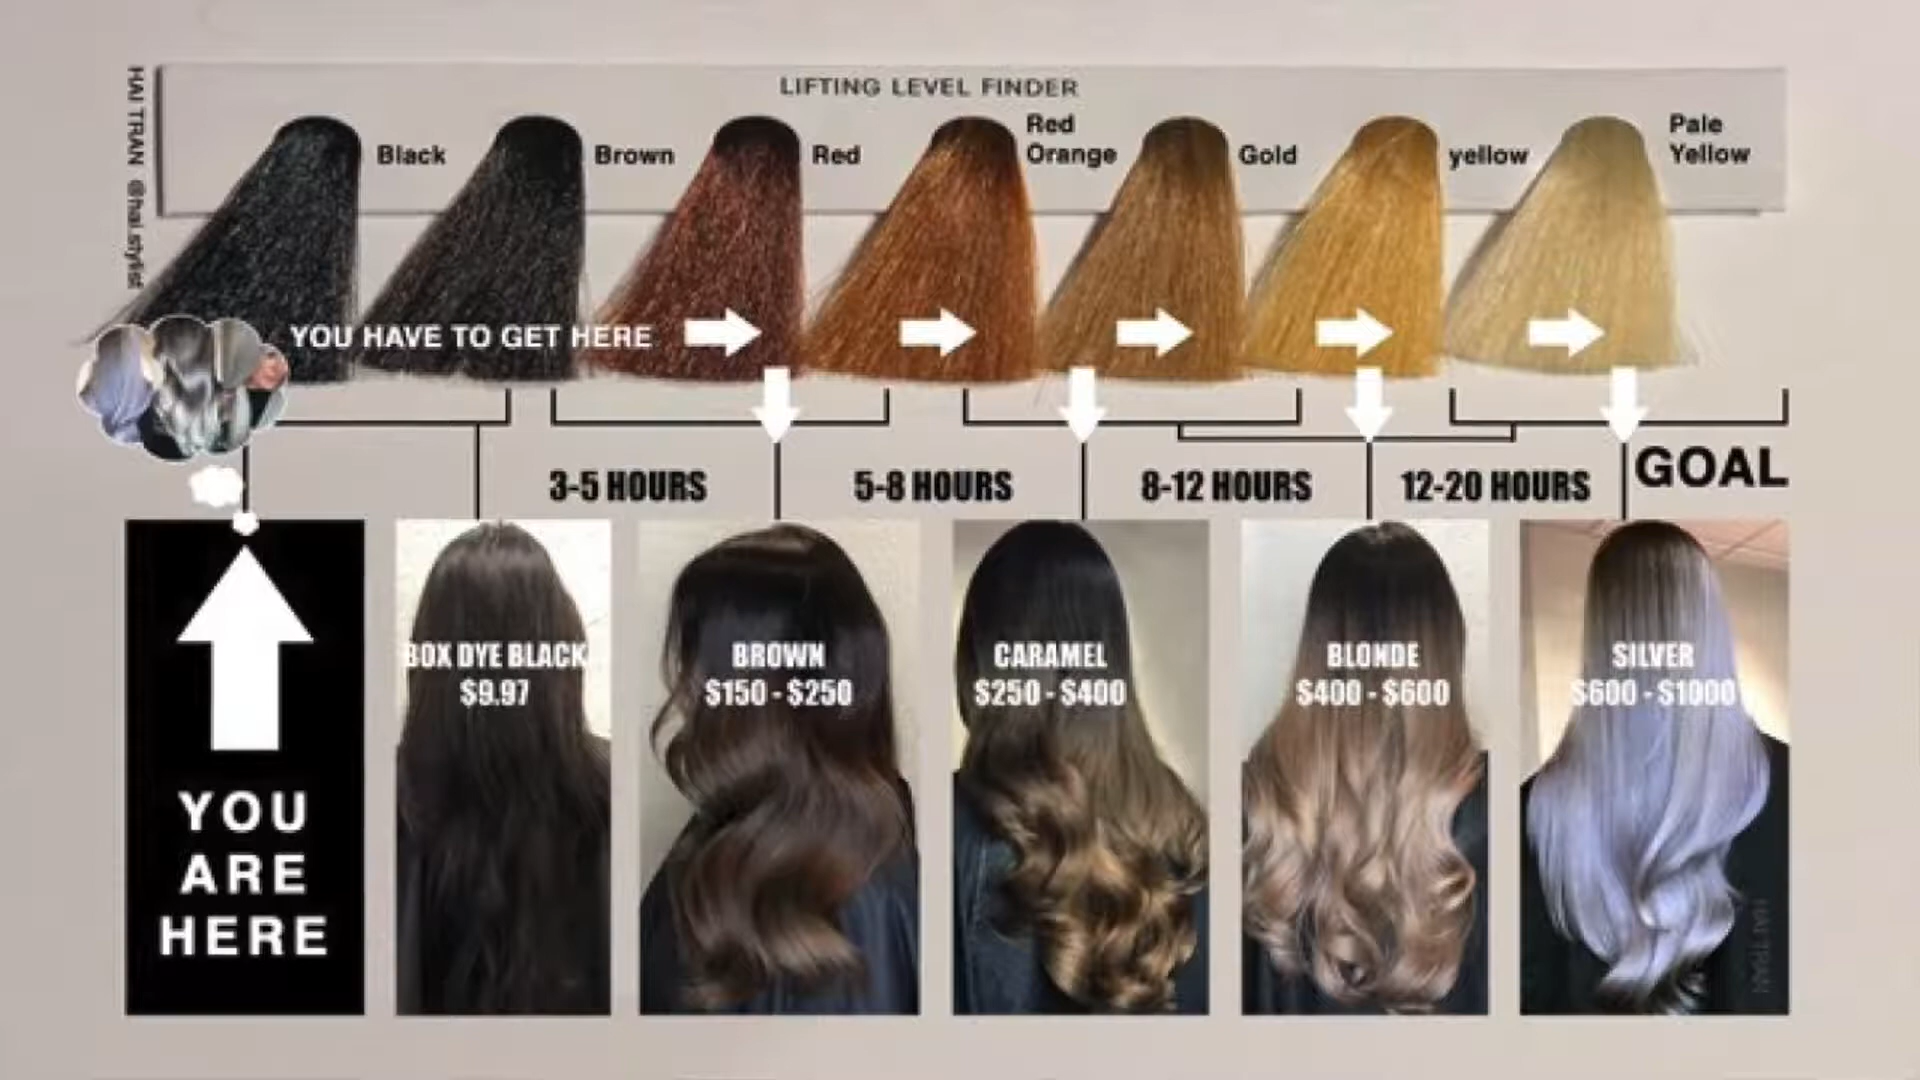 LIFTING LEVEL FINDER
HAI TRAN @hai.stylist
Black
Brown
Red
Red
Orange
Gold
yellow
Pale
Yellow
YOU HAVE TO GET HERE
3-5 HOURS
5-8 HOURS
8-12 HOURS
12-20 HOURS
GOAL
YOU
ARE
HERE
BOX DYE BLACK
$9.97
BROWN
$150 - $250
CARAMEL
$250 - $400
BLONDE
$400 - $600
SILVER
$600 - $1000
HAI TRAN